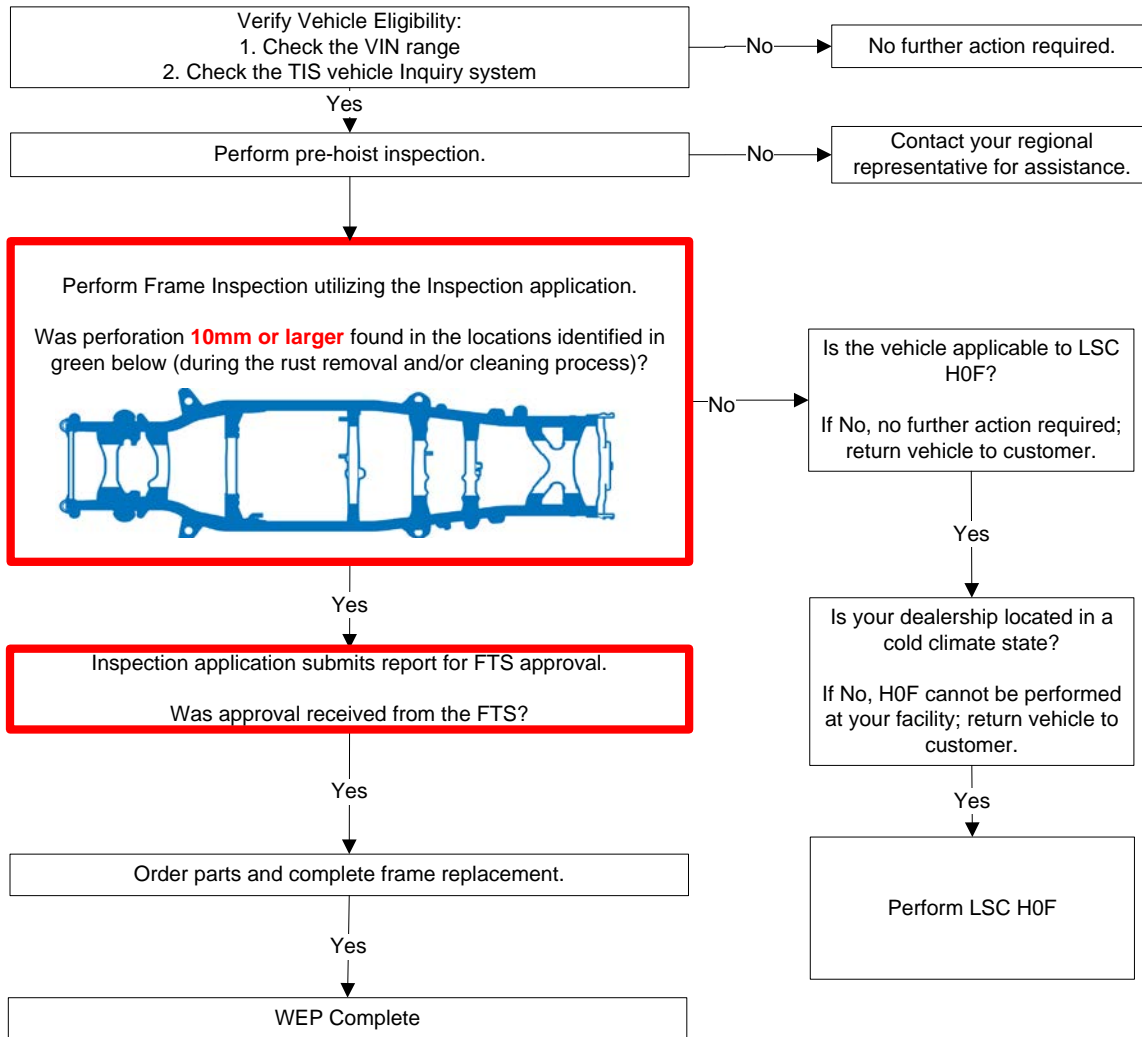 Verify Vehicle Eligibility:
1. Check the VIN range
2. Check the TIS vehicle Inquiry system
No
No further action required.
Yes
Perform pre-hoist inspection.
No
Contact your regional
representative for assistance.
Perform Frame Inspection utilizing the Inspection application.
Was perforation 10mm or larger found in the locations identified in
green below (during the rust removal and/or cleaning process)?
No
Is the vehicle applicable to LSC
H0F?
If No, no further action required;
return vehicle to customer.
Yes
Yes
Is your dealership located in a
cold climate state?
If No, H0F cannot be performed
at your facility; return vehicle to
customer.
Inspection application submits report for FTS approval.
Was approval received from the FTS?
Yes
Yes
Order parts and complete frame replacement.
Perform LSC H0F
Yes
WEP Complete